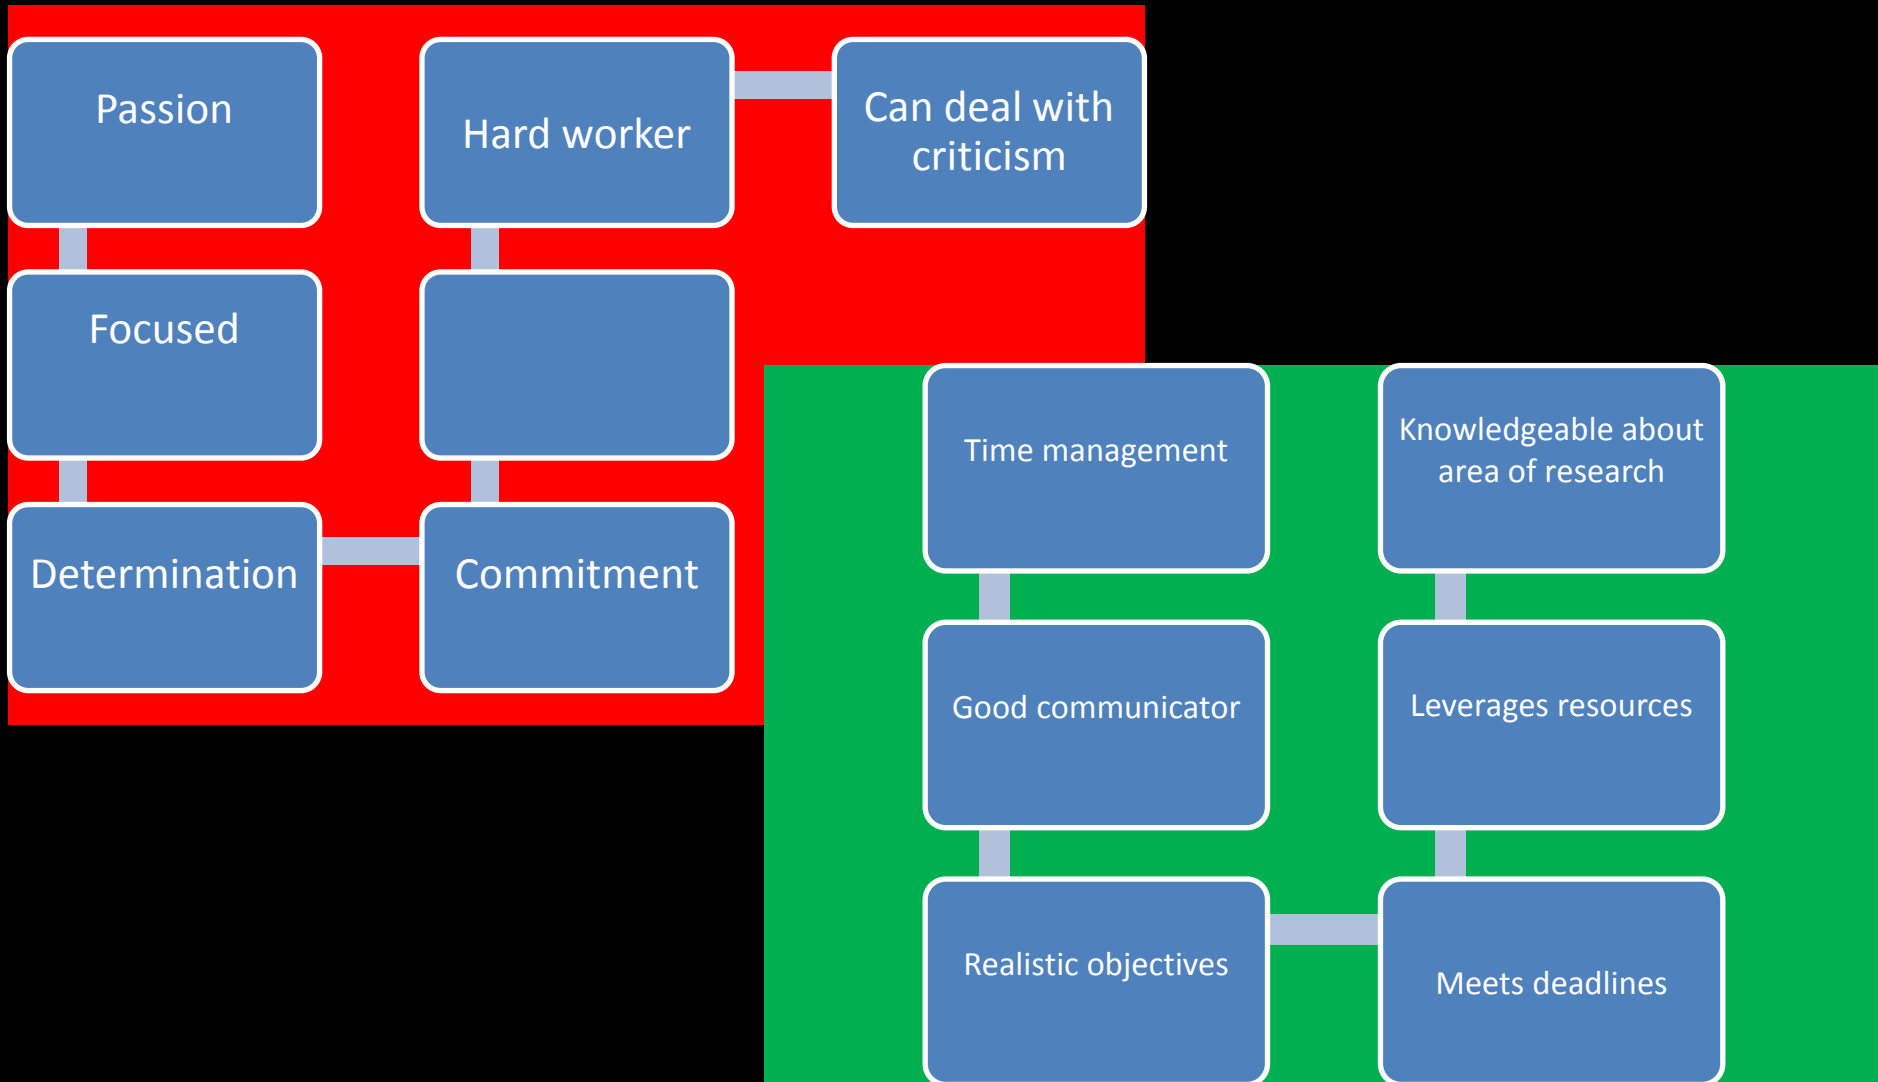 Passion
Focused
Determination
Commitment
Hard worker
Can deal with
criticism
Time management
Good communicator
Realistic objectives
Meets deadlines
Leverages resources
Knowledgeable about
area of research